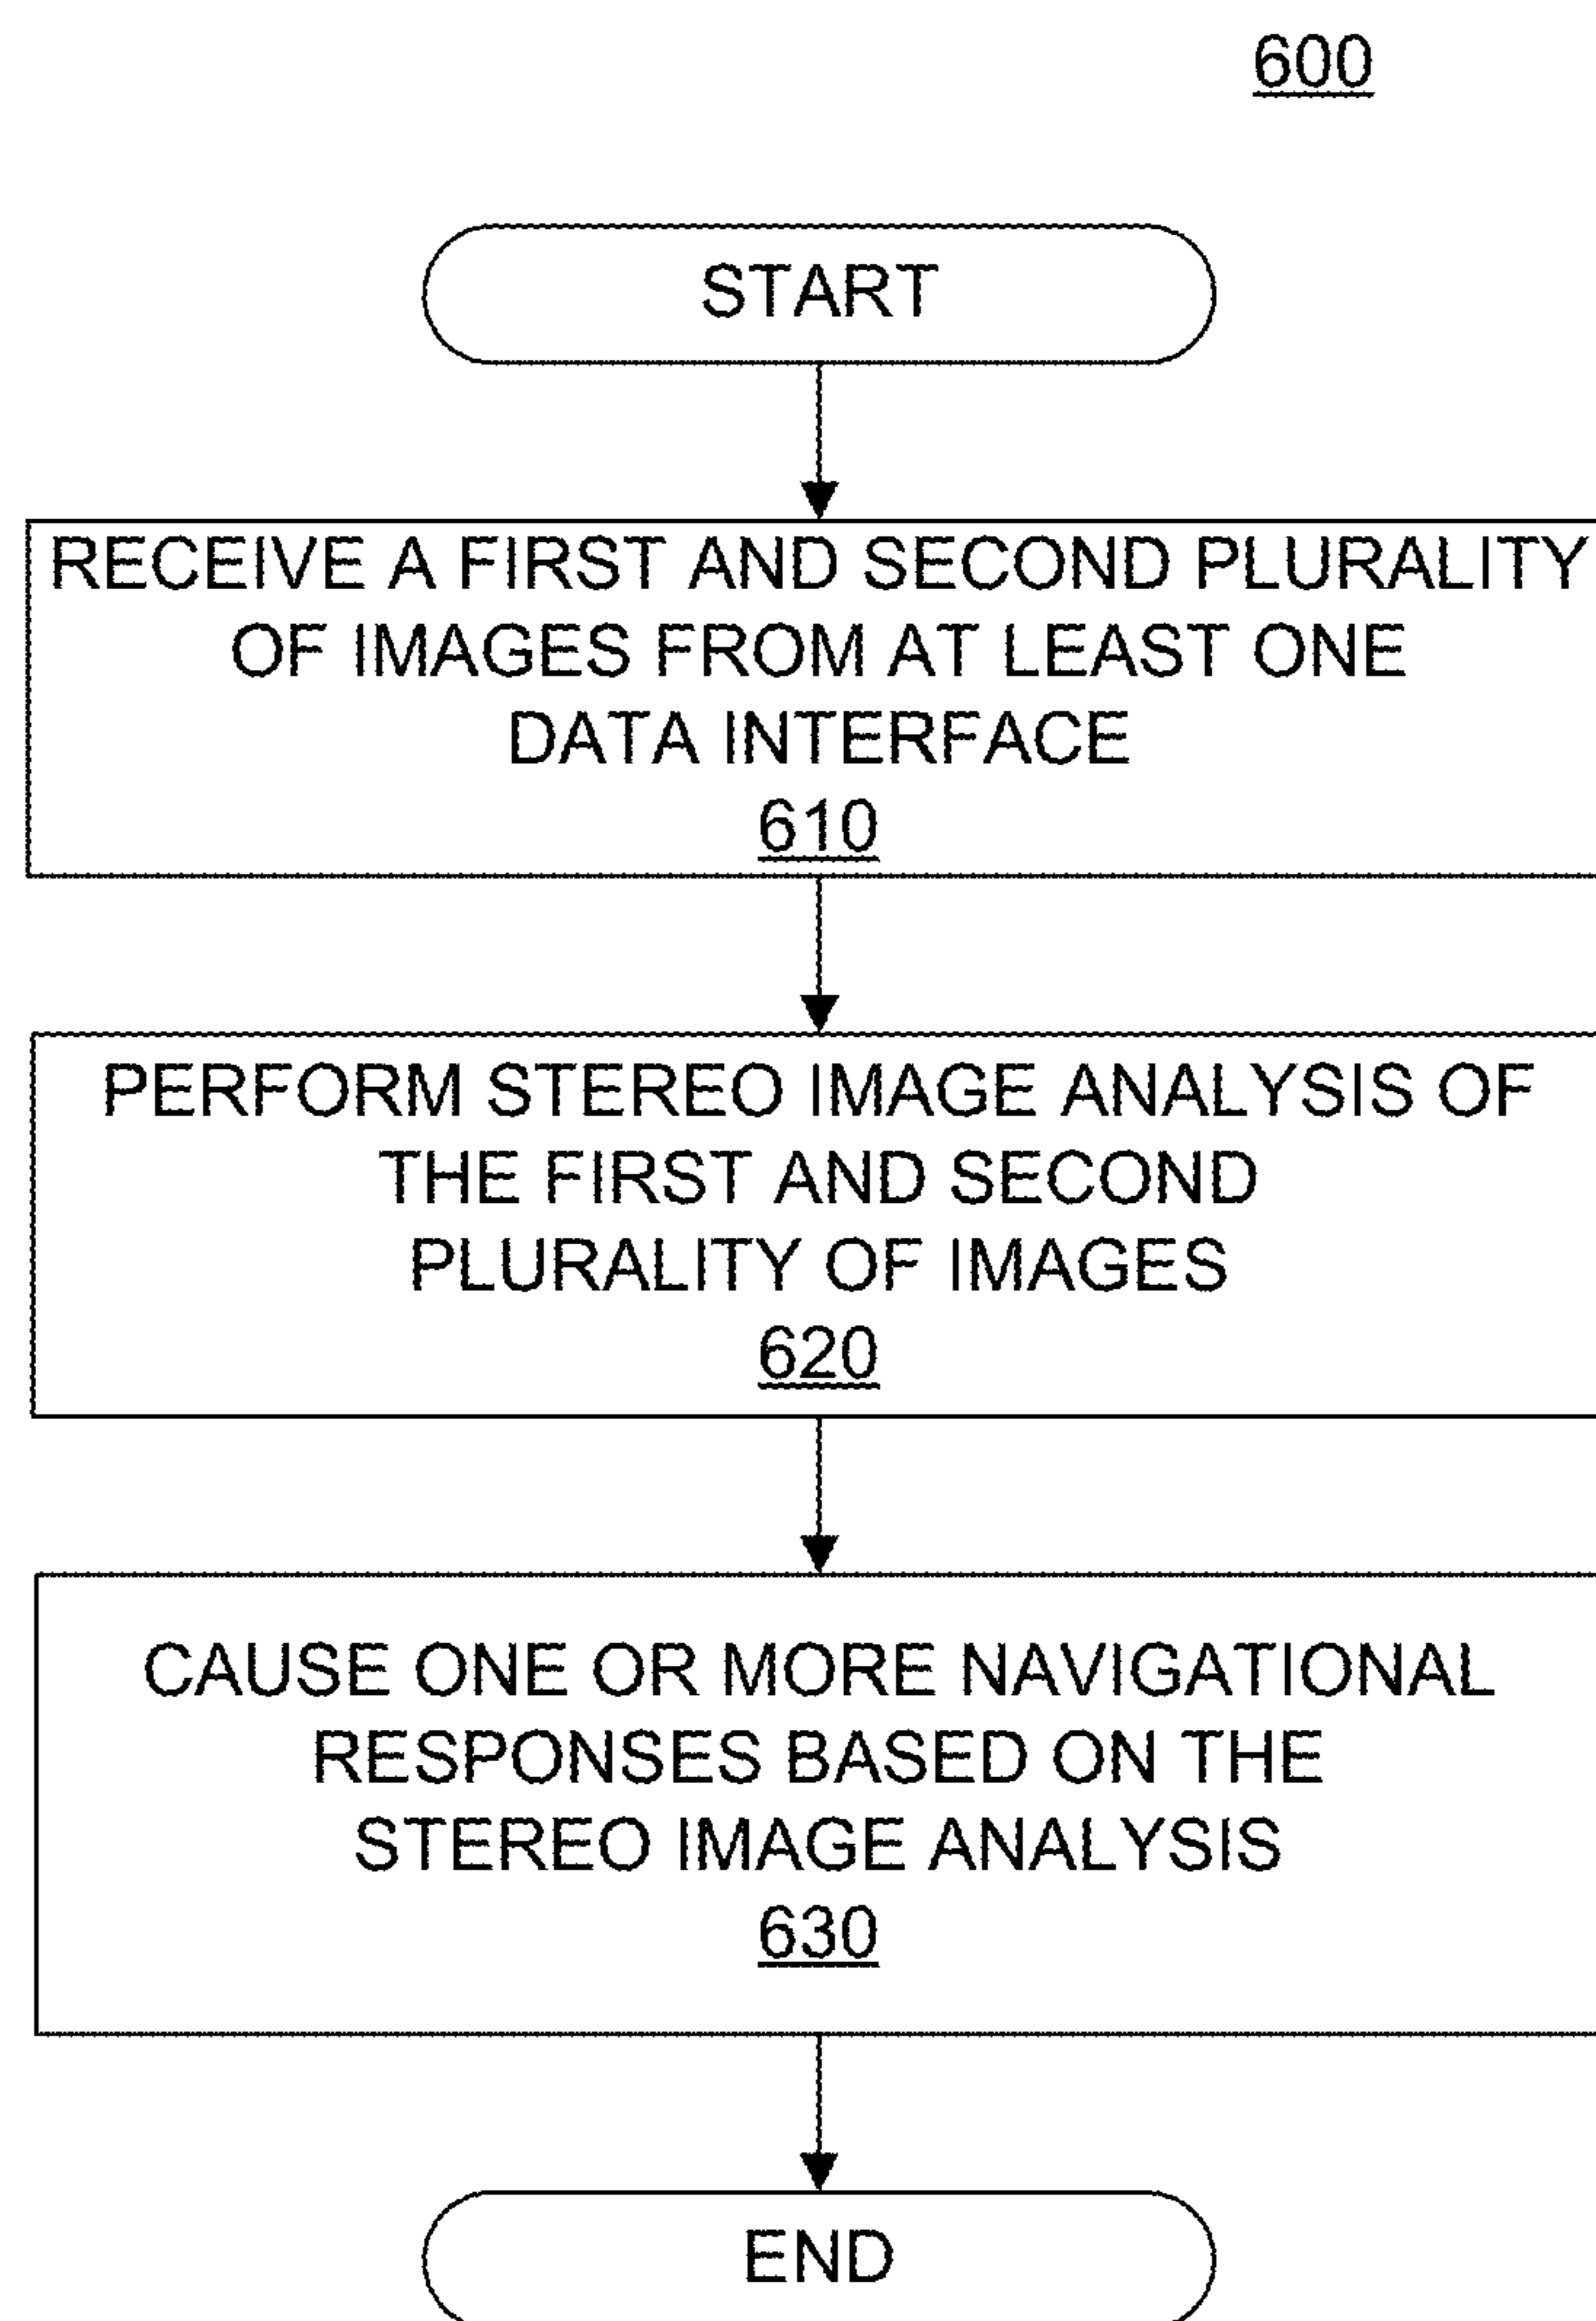 600
START
RECEIVE A FIRST AND SECOND PLURALITY
OF IMAGES FROM AT LEAST ONE
DATA INTERFACE
610
PERFORM STEREO IMAGE ANALYSIS OF
THE FIRST AND SECOND
PLURALITY OF IMAGES
620
CAUSE ONE OR MORE NAVIGATIONAL
RESPONSES BASED ON THE
STEREO IMAGE ANALYSIS
630
END